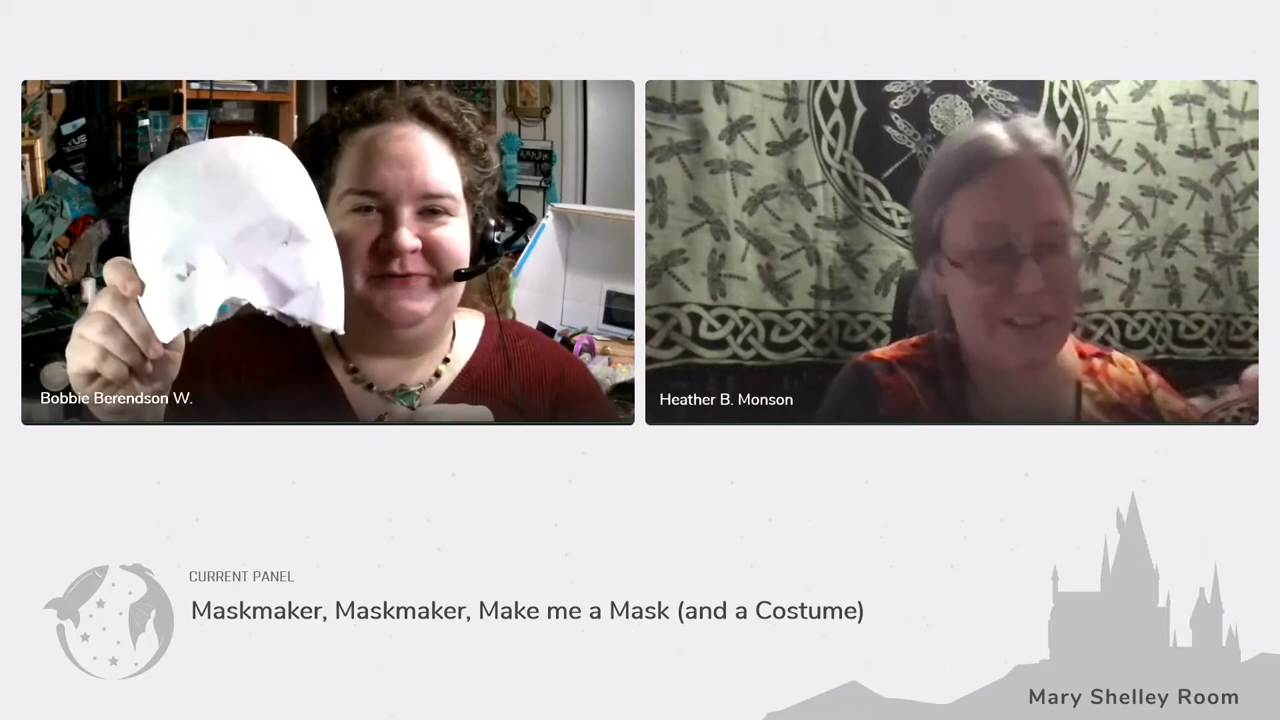 Bobbie Berendson W.
Heather B. Monson
CURRENT PANEL
Maskmaker, Maskmaker, Make me a Mask (and a Costume)
Mary Shelley Room